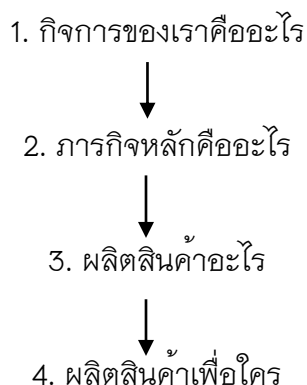 1. กิจการของเราคืออะไร
2. ภารกิจหลักคืออะไร
3. ผลิตสินค้าอะไร
4. ผลิตสินค้าเพื่อใคร